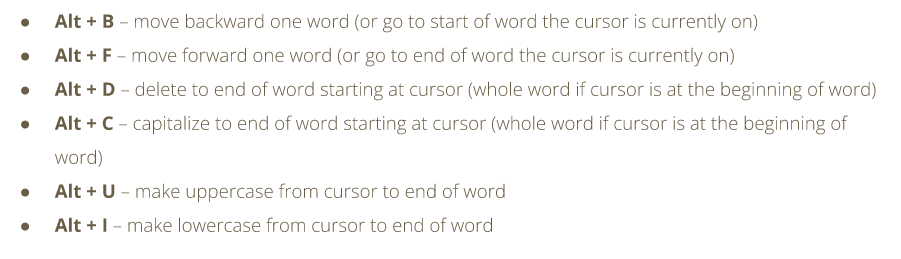 ● Alt + B – move backward one word (or go to start of word the cursor is currently on)
● Alt + F – move forward one word (or go to end of word the cursor is currently on)
● Alt + D – delete to end of word starting at cursor (whole word if cursor is at the beginning of word)
● Alt + C – capitalize to end of word starting at cursor (whole word if cursor is at the beginning of
word)
● Alt + U – make uppercase from cursor to end of word
● Alt + l – make lowercase from cursor to end of word